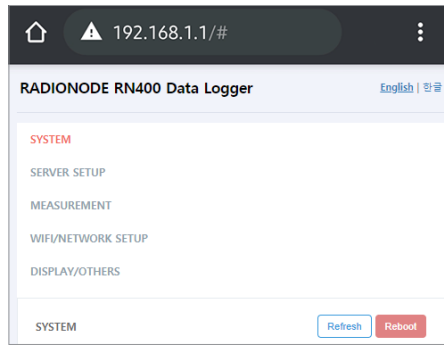 192.168.1.1/#
RADIONODE RN400 Data Logger English | 한글
SYSTEM
SERVER SETUP
MEASUREMENT
WIFI/NETWORK SETUP
DISPLAY/OTHERS
SYSTEM Refresh Reboot